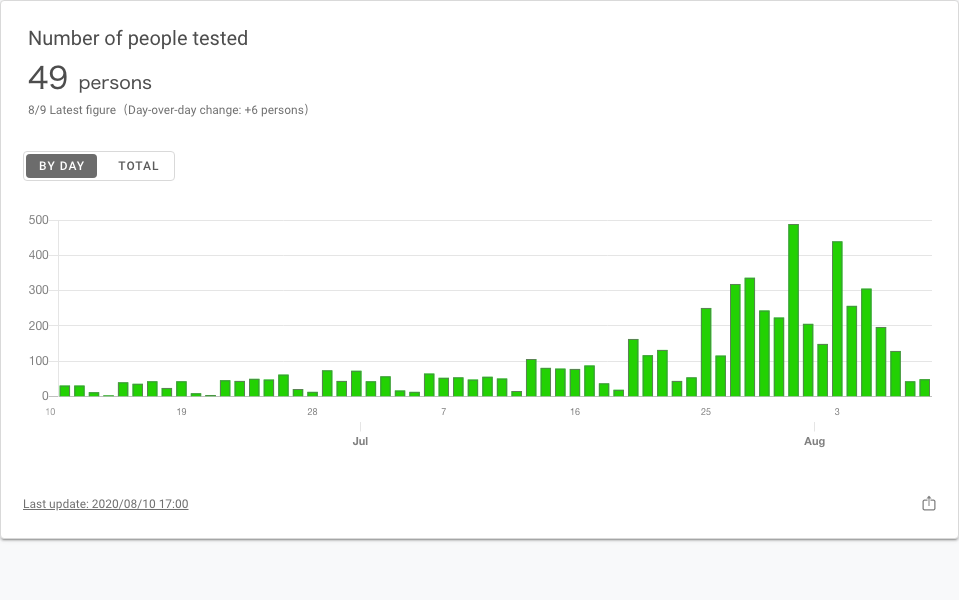 Number of people tested
49 persons
8/9 Latest figure（Day-over-day change: +6 persons）
BY DAY TOTAL
500
400
300
200
100
0
10 19 28 7 16 25 3
Jul Aug
Last update: 2020/08/10 17:00